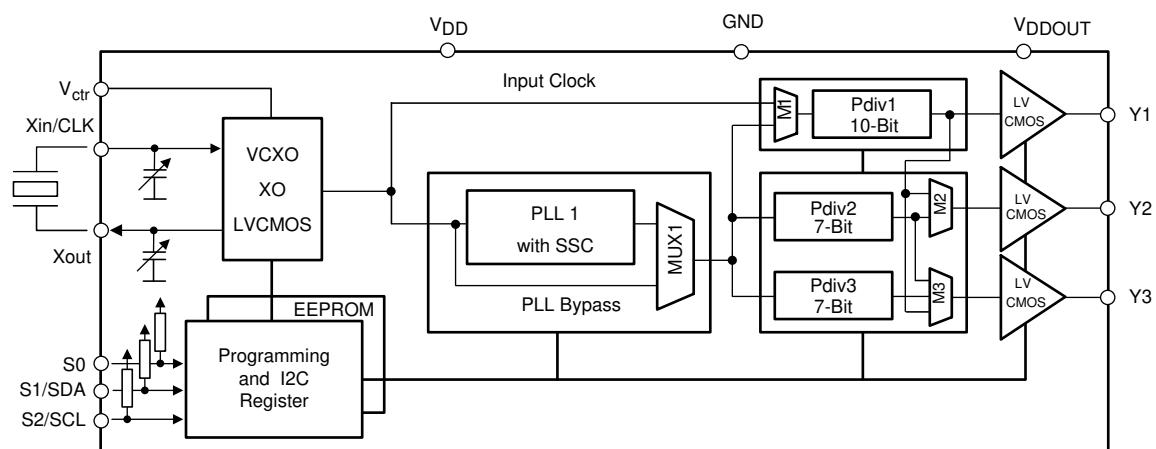 VDD
GND
VDDOUT
Vctr
Input Clock
Xin/CLK
M1
Pdiv1
10-Bit
LV
CMOS
Y1
VCXO
XO
LVCMOS
PLL 1
with SSC
MUX1
Pdiv2
7-Bit
M2
LV
CMOS
Y2
Xout
PLL Bypass
Pdiv3
7-Bit
M3
LV
CMOS
Y3
EEPROM
Programming
and I2C
Register
S0
S1/SDA
S2/SCL